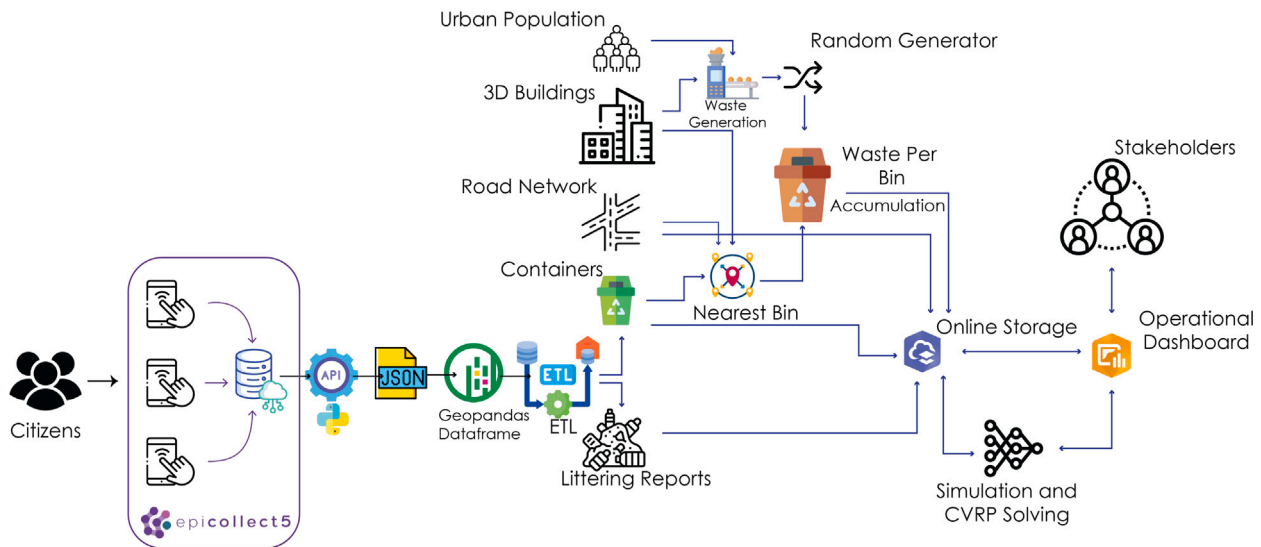 Urban Population
Random Generator
3D Buildings
Waste
Generation
Stakeholders
Waste Per
Bin
Accumulation
Road Network
Containers
Nearest Bin
Online Storage
Operational
Dashboard
Citizens
API
JSON
Geopandas
Dataframe
ETL
ETL
Littering Reports
Simulation and
CVRP Solving
epicollect5